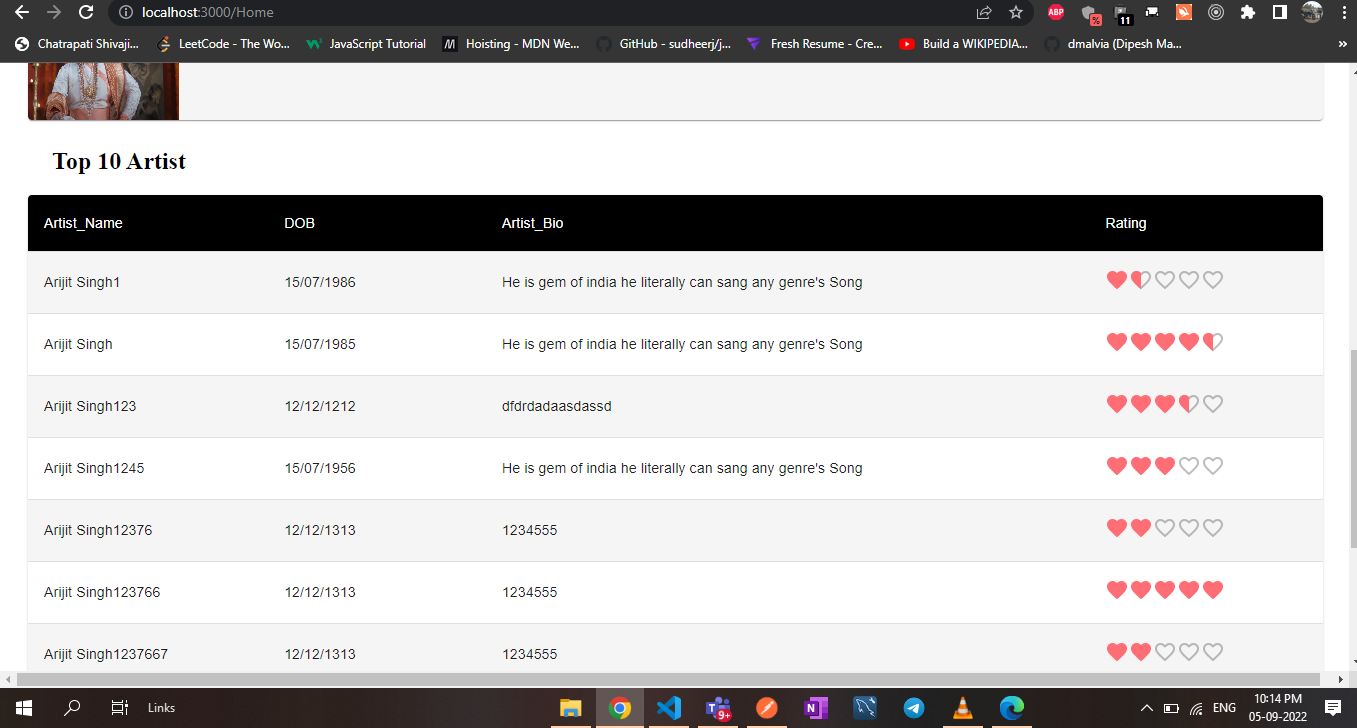 localhost:3000/Home
ABP
%
11
Chatrapati Shivaji... LeetCode - The Wo... JavaScript Tutorial M Hoisting - MDN We... GitHub - sudheerj/j... Fresh Resume - Cre... Build a WIKIPEDIA... dmalvia (Dipesh Ma... »
Top 10 Artist
Artist_Name DOB Artist_Bio Rating
Arijit Singh1 15/07/1986 He is gem of india he literally can sang any genre's Song
Arijit Singh 15/07/1985 He is gem of india he literally can sang any genre's Song
Arijit Singh123 12/12/1212 dfdrdadaasdassd
Arijit Singh1245 15/07/1956 He is gem of india he literally can sang any genre's Song
Arijit Singh12376 12/12/1313 1234555
Arijit Singh123766 12/12/1313 1234555
Arijit Singh1237667 12/12/1313 1234555
Links 9+ ENG 10:14 PM
05-09-2022